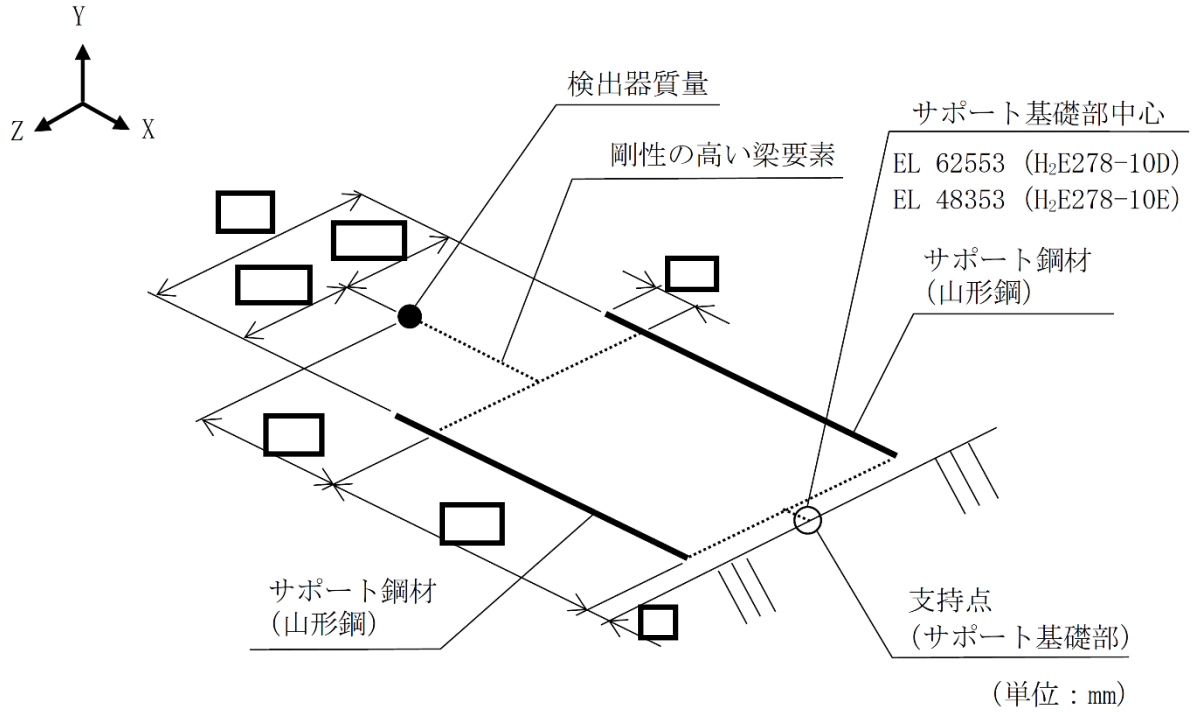 Y
Z
X
検出器質量
剛性の高い梁要素
サポート基礎部中心
EL 62553 (H₂E278-10D)
EL 48353 (H₂E278-10E)
サポート鋼材
(山形鋼)
サポート鋼材
(山形鋼)
支持点
(サポート基礎部)
(単位：mm)